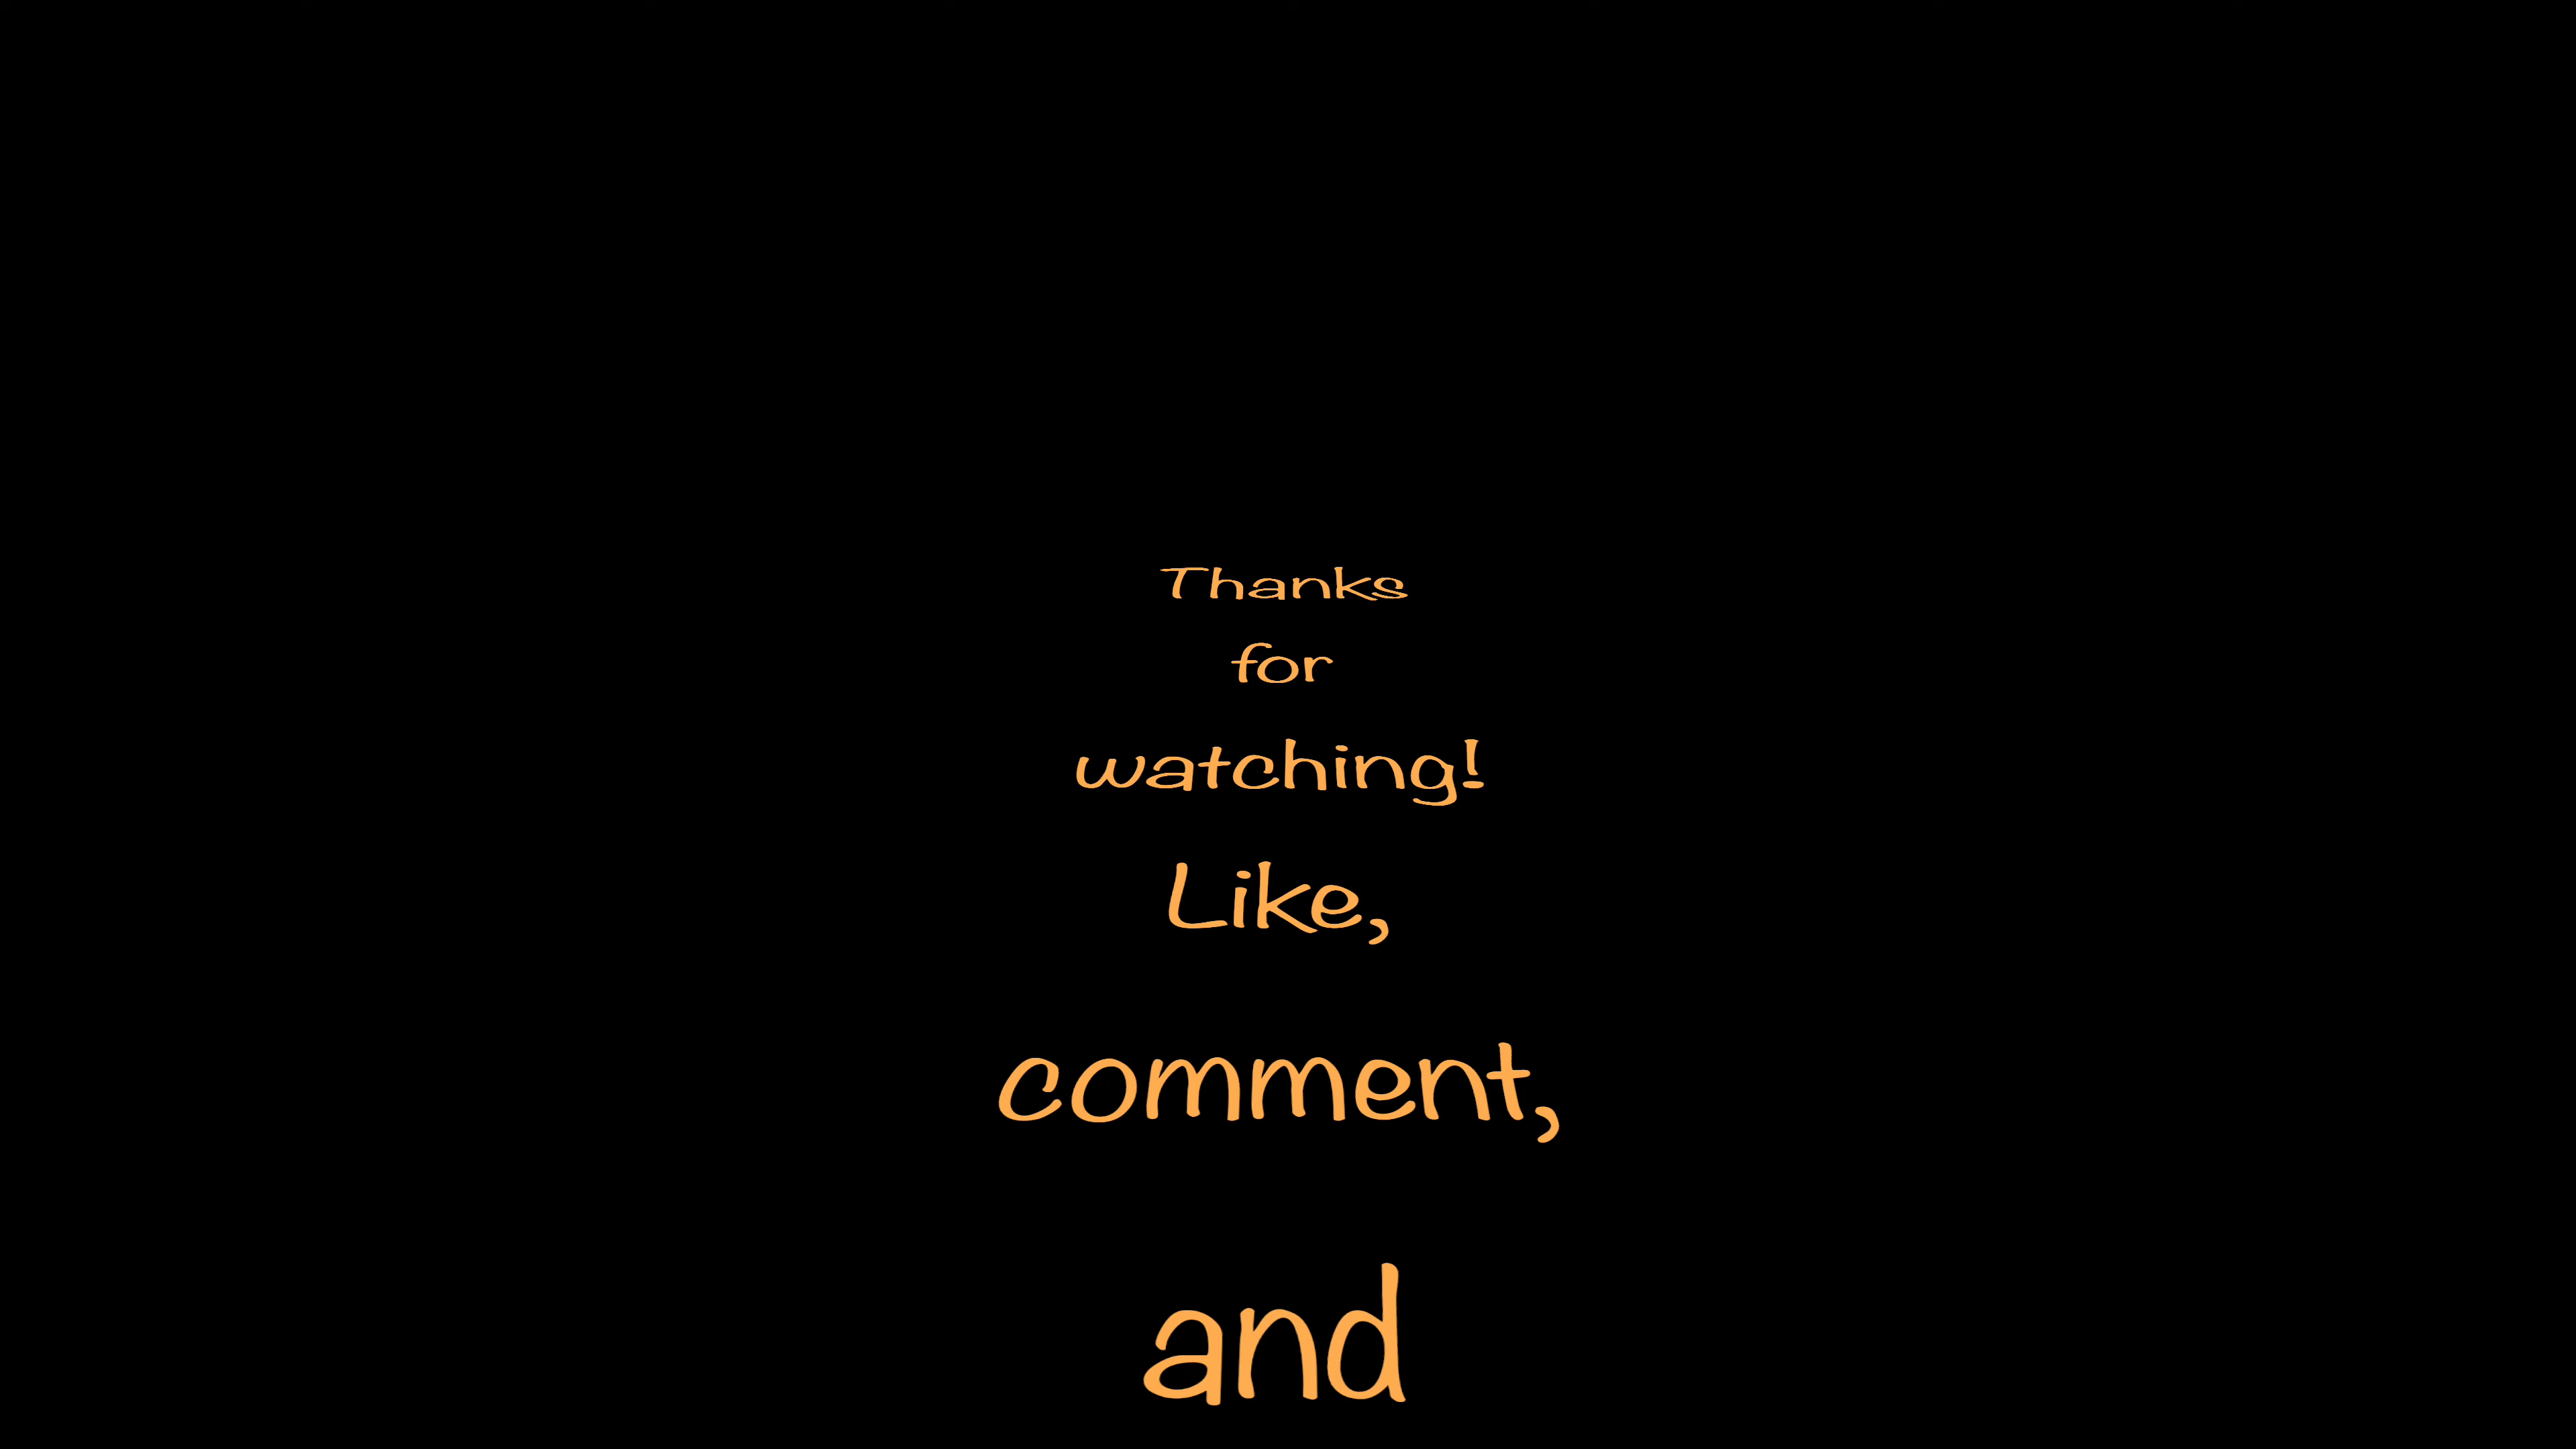 Thanks
for
watching!
Like,
comment,
and